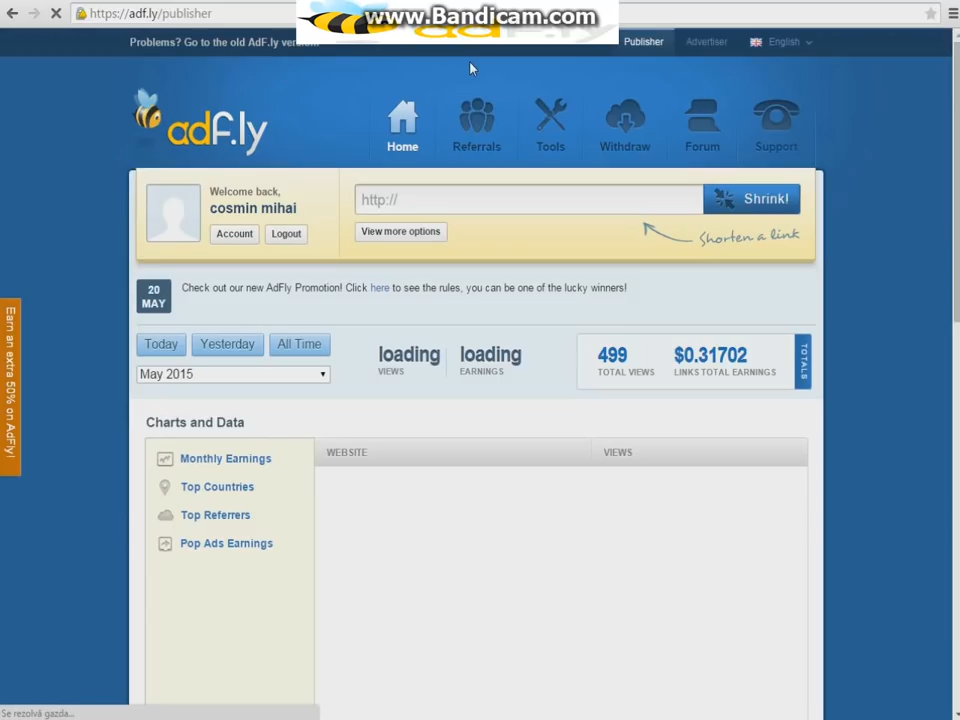 https://adf.ly/publisher
www.Bandicam.com
Problems? Go to the old AdF.ly
Publisher
Advertiser
English
adf.ly
Home
Referrals
Tools
Withdraw
Forum
Support
Welcome back,
cosmin mihai
Account
Logout
http://
Shrink!
View more options
Shorten a link
20
MAY
Check out our new AdFly Promotion! Click here to see the rules, you can be one of the lucky winners!
Earn an extra 50% on AdFly!
Today
Yesterday
All Time
May 2015
loading
VIEWS
loading
EARNINGS
499
TOTAL VIEWS
$0.31702
LINKS TOTAL EARNINGS
TOTALS
Charts and Data
Monthly Earnings
Top Countries
Top Referrers
Pop Ads Earnings
WEBSITE
VIEWS
Se rezolvă gazda...